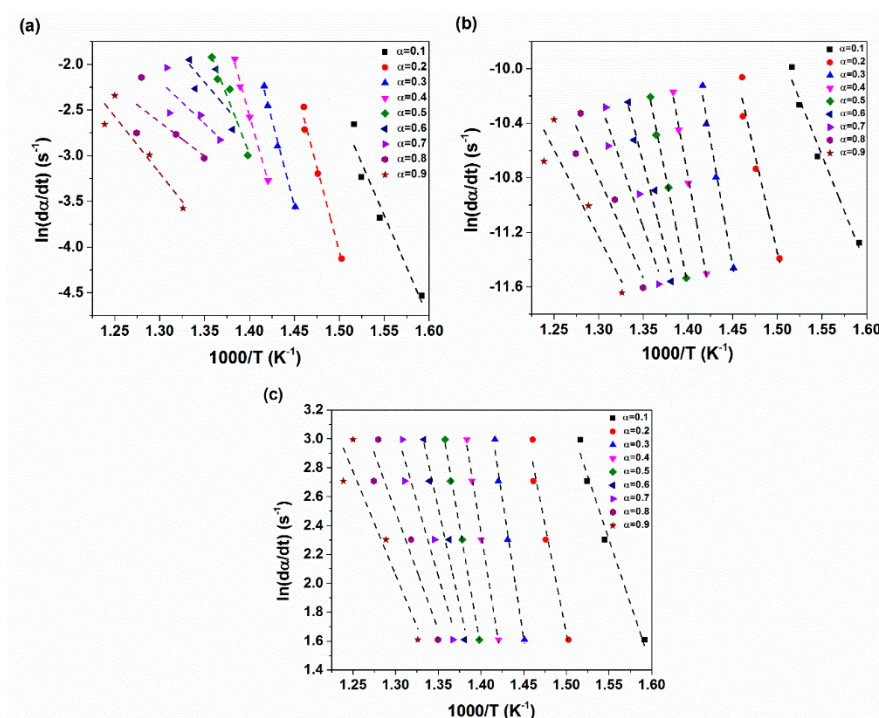 (a)
-2.0
-2.5
-3.0
-3.5
-4.0
-4.5
ln(dα/dt) (s⁻¹)
1.25 1.30 1.35 1.40 1.45 1.50 1.55 1.60
1000/T (K⁻¹)
α=0.1
α=0.2
α=0.3
α=0.4
α=0.5
α=0.6
α=0.7
α=0.8
α=0.9
(b)
-10.0
-10.4
-10.8
-11.2
-11.6
ln(dα/dt) (s⁻¹)
1.25 1.30 1.35 1.40 1.45 1.50 1.55 1.60
1000/T (K⁻¹)
α=0.1
α=0.2
α=0.3
α=0.4
α=0.5
α=0.6
α=0.7
α=0.8
α=0.9
(c)
3.2
3.0
2.8
2.6
2.4
2.2
2.0
1.8
1.6
1.4
ln(dα/dt) (s⁻¹)
1.25 1.30 1.35 1.40 1.45 1.50 1.55 1.60
1000/T (K⁻¹)
α=0.1
α=0.2
α=0.3
α=0.4
α=0.5
α=0.6
α=0.7
α=0.8
α=0.9